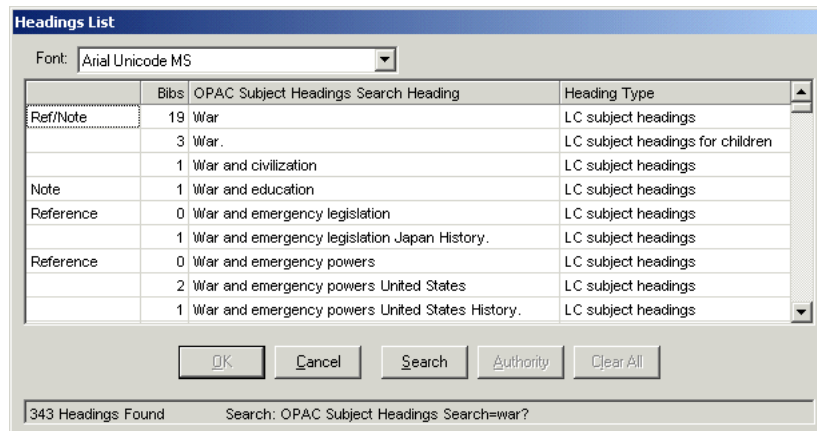 Headings List
Font: Arial Unicode MS
Bibs OPAC Subject Headings Search Heading Heading Type
Ref/Note 19 War LC subject headings
3 War. LC subject headings for children
1 War and civilization LC subject headings
Note 1 War and education LC subject headings
Reference 0 War and emergency legislation LC subject headings
1 War and emergency legislation Japan History. LC subject headings
Reference 0 War and emergency powers LC subject headings
2 War and emergency powers United States LC subject headings
1 War and emergency powers United States History. LC subject headings
OK Cancel Search Authority Clear All
343 Headings Found Search: OPAC Subject Headings Search=war?